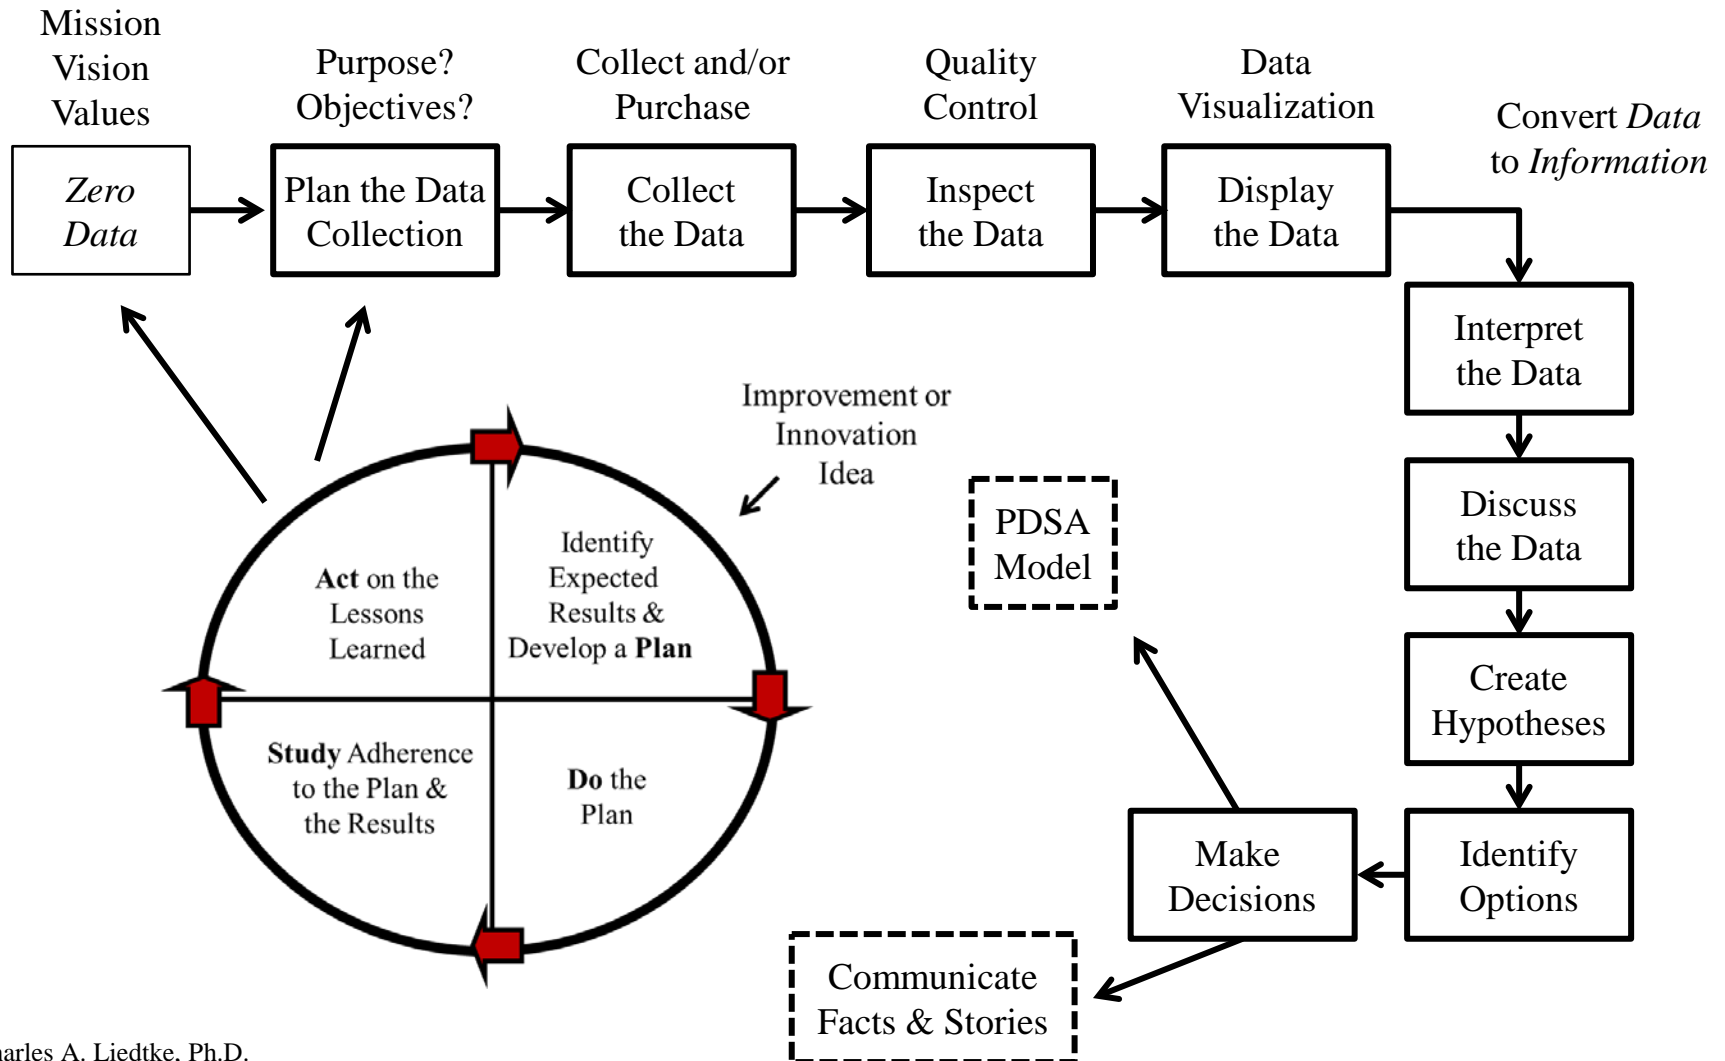 Mission
Vision
Values
Purpose?
Objectives?
Collect and/or
Purchase
Quality
Control
Data
Visualization
Convert Data
to Information
Zero
Data
Plan the Data
Collection
Collect
the Data
Inspect
the Data
Display
the Data
Interpret
the Data
Discuss
the Data
Create
Hypotheses
Identify
Options
Make
Decisions
PDSA
Model
Communicate
Facts & Stories
Improvement or
Innovation
Idea
Identify
Expected
Results &
Develop a Plan
Do the
Plan
Study Adherence
to the Plan &
the Results
Act on the
Lessons
Learned
A. Liedtke, Ph.D.